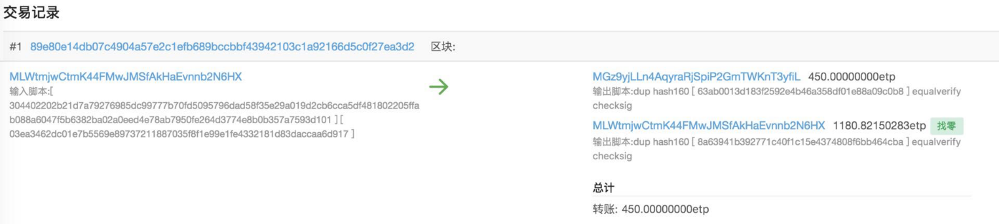 交易记录
#1 89e80e14db07c4904a57e2c1efb689bccbbf43942103c1a92166d5c0f27ea3d2 区块:
MLWtmjwCtmK44FMwJMSfAkHaEvnnb2N6HX
输入脚本:[
304402202b21d7a79276985dc99777b70fd5095796dad58f35e29a019d2cb6cca5df481802205ffa
b088a6047f5b6382ba02a0eed4e78ab7950fe264d3774e8b0b357a7593d101 ] [
03ea3462dc01e7b5569e89737211887035f8f1e99e1fe4332181d83daccaa6d917 ]
MGz9yjLLn4AqyraRjSpiP2GmTWKnT3yfiL 450.00000000etp
输出脚本:dup hash160 [ 63ab0013d183f2592e4b46a358df01e88a09c0b8 ] equalverify
checksig
MLWtmjwCtmK44FMwJMSfAkHaEvnnb2N6HX 1180.82150283etp 找零
输出脚本:dup hash160 [ 8a63941b392771c40f1c15e4374808f6bb464cba ] equalverify
checksig
总计
转账: 450.00000000etp